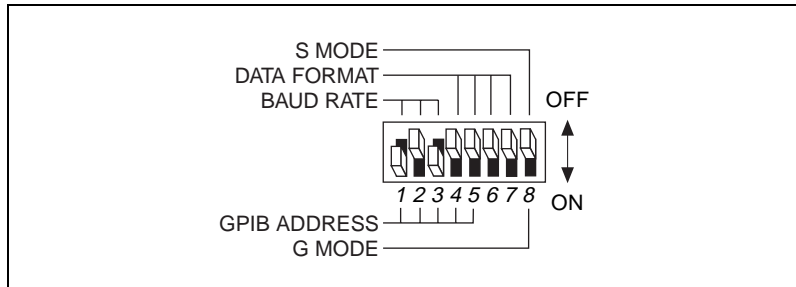 S MODE
DATA FORMAT
BAUD RATE
OFF
1 2 3 4 5 6 7 8
ON
GPIB ADDRESS
G MODE